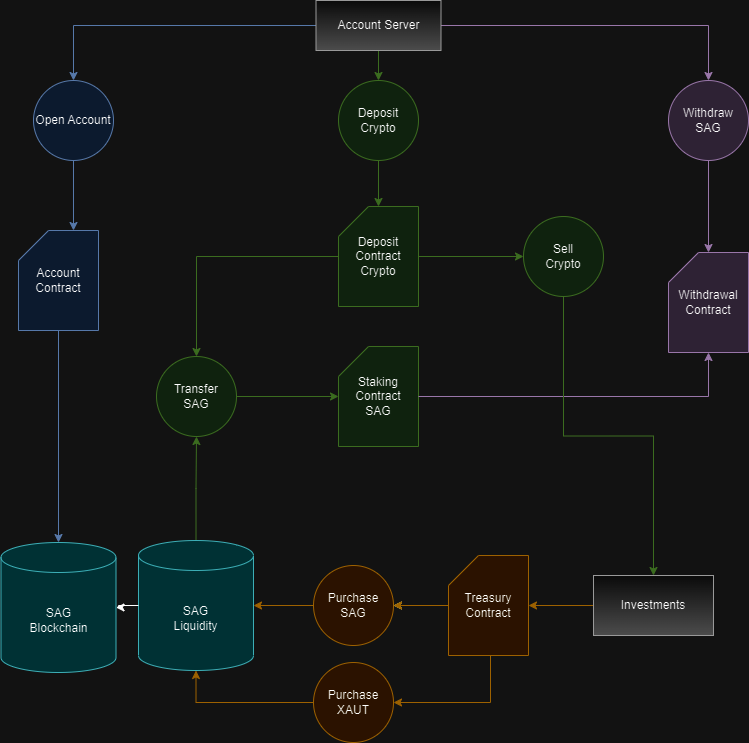 Account Server
Open Account
Deposit
Crypto
Withdraw
SAG
Deposit
Contract
Crypto
Sell
Crypto
Account
Contract
Withdrawal
Contract
Transfer
SAG
Staking
Contract
SAG
SAG
Blockchain
SAG
Liquidity
Purchase
SAG
Treasury
Contract
Investments
Purchase
XAUT